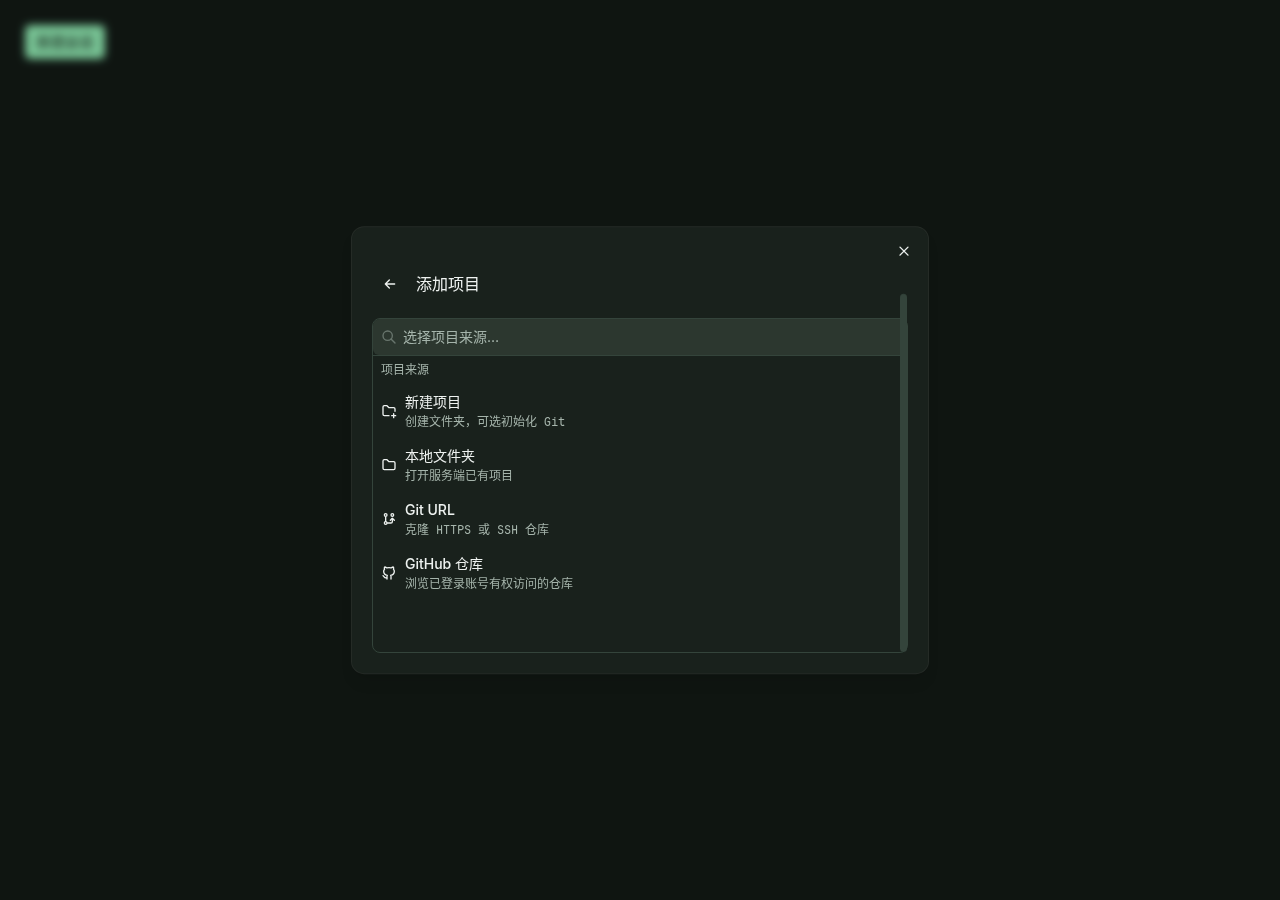 添加项目
选择项目来源...
项目来源
新建项目
创建文件夹，可选初始化 Git
本地文件夹
打开服务端已有项目
Git URL
克隆 HTTPS 或 SSH 仓库
GitHub 仓库
浏览已登录账号有权访问的仓库